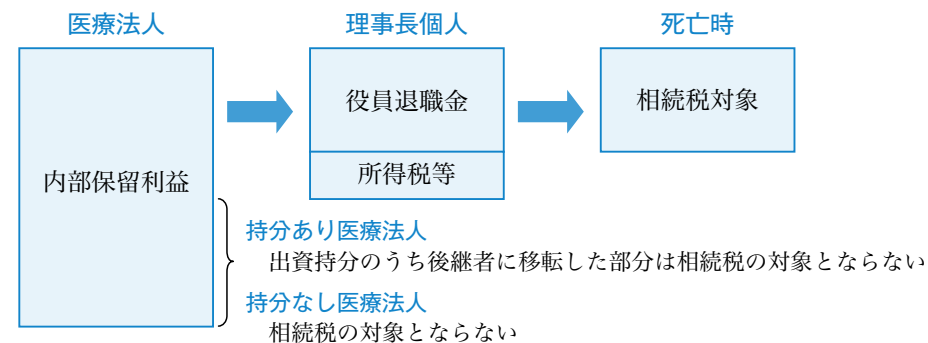 医療法人
理事長個人
死亡時
内部保留利益
役員退職金
所得税等
相続税対象
持分あり医療法人
出資持分のうち後継者に移転した部分は相続税の対象とならない
持分なし医療法人
相続税の対象とならない